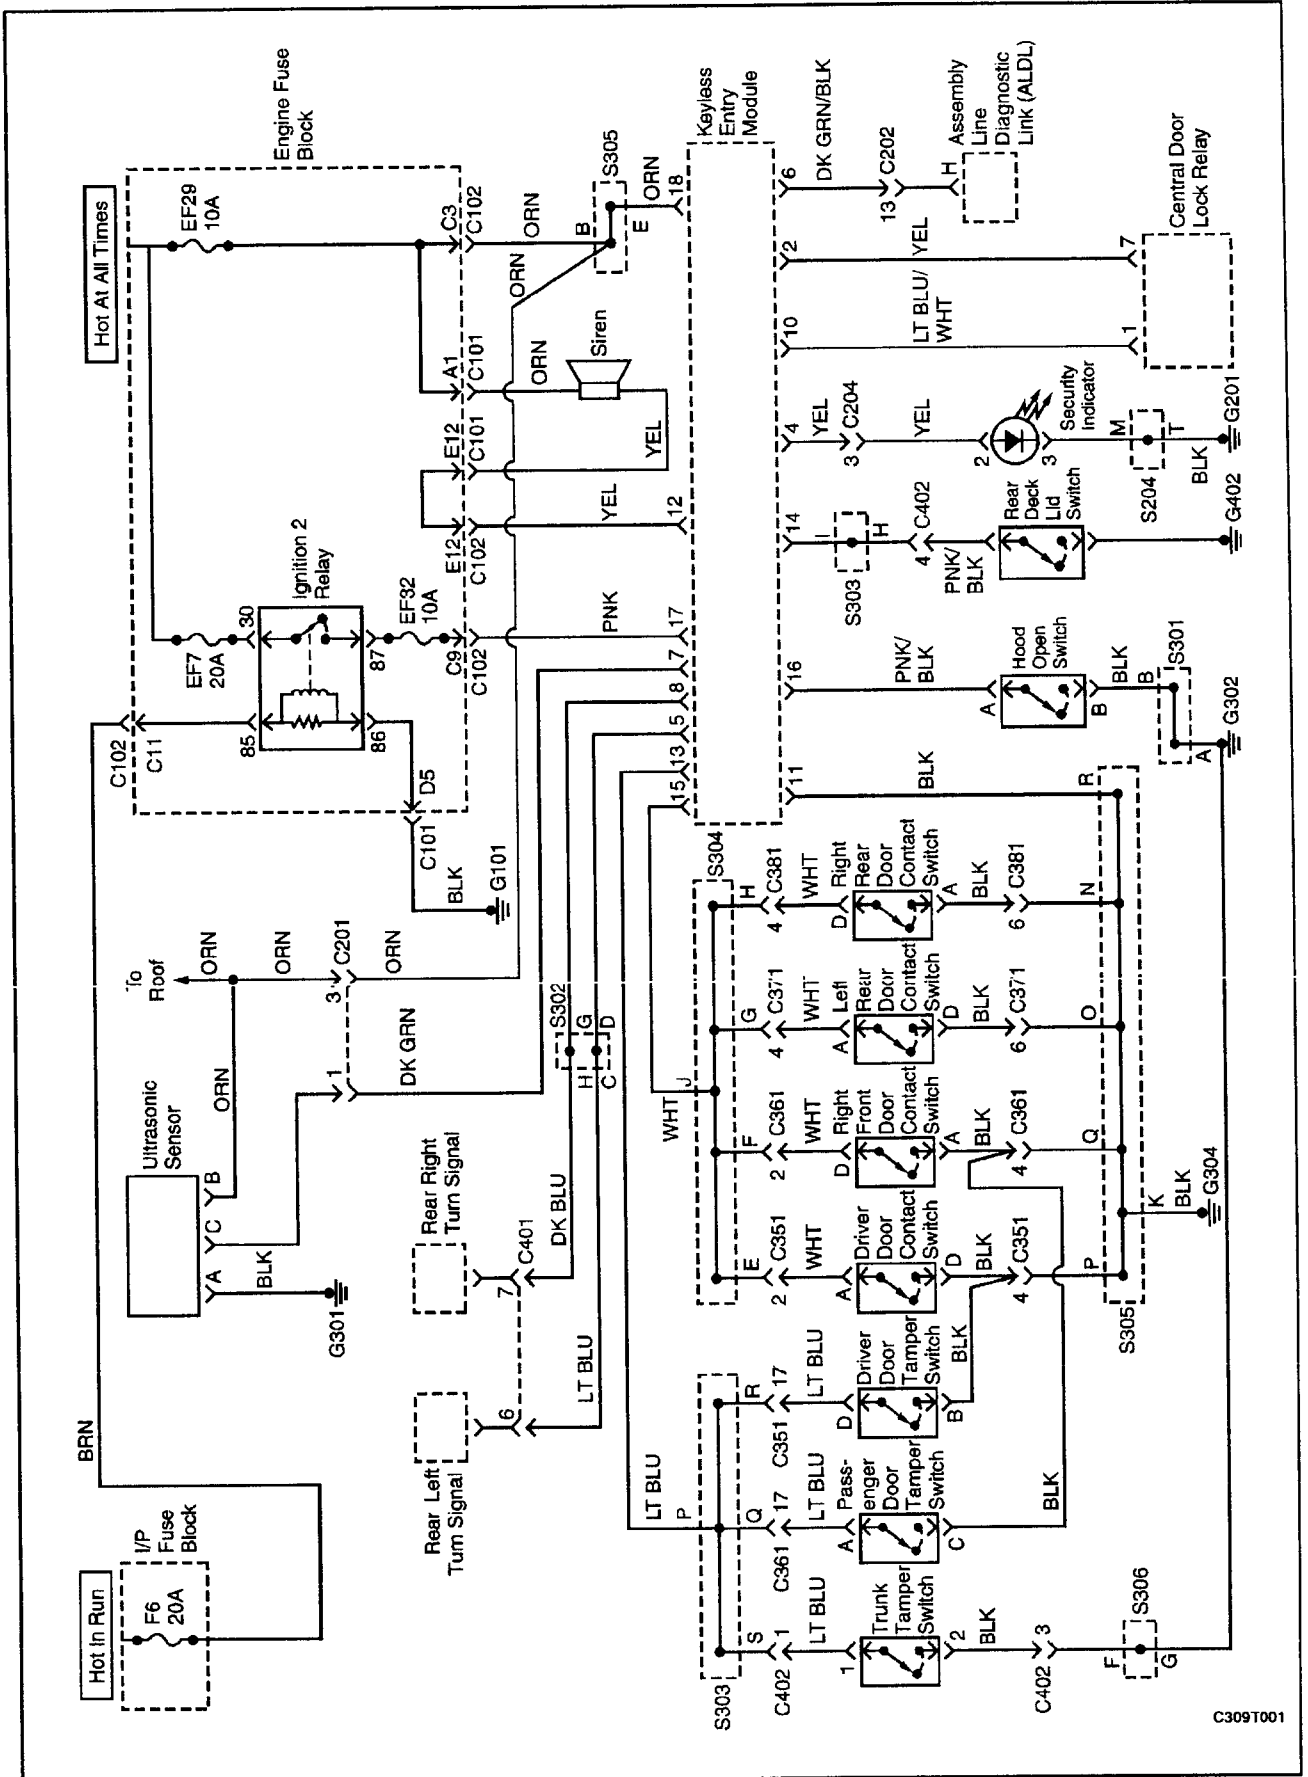 Hot In Run
I/P
Fuse
Block
F6
20A
BRN
Ultrasonic
Sensor
A
C
B
BLK
G301
ORN
To
Roof
ORN
ORN
3
C201
1
ORN
DK GRN
Hot At All Times
Engine Fuse
Block
EF29
10A
EF7
20A
Ignition 2
Relay
30
87
85
86
EF32
10A
C102
C11
D5
C101
BLK
G101
C9
C102
PNK
E12
C102
YEL
E12
C101
YEL
A1
C101
ORN
Siren
C3
C102
ORN
ORN
B
S305
E
ORN
Rear Left
Turn Signal
Rear Right
Turn Signal
6
7
C401
LT BLU
DK BLU
S302
H
G
C
D
Keyless
Entry
Module
15
13
5
8
7
17
12
18
11
16
14
4
10
2
6
LT BLU
P
S303
S
Q
R
C402
1
C361
17
C351
17
LT BLU
LT BLU
LT BLU
1
Trunk
Tamper
Switch
2
BLK
C402
3
F
S306
G
A
Pass-
enger
Door
Tamper
Switch
C
BLK
D
Driver
Door
Tamper
Switch
B
BLK
WHT
J
S304
E
F
G
H
2
C351
2
C361
4
C371
4
C381
WHT
WHT
WHT
WHT
A
Driver
Door
Contact
Switch
D
BLK
4
C351
D
Right
Front
Door
Contact
Switch
A
BLK
4
C361
A
Left
Rear
Door
Contact
Switch
D
BLK
6
C371
D
Right
Rear
Door
Contact
Switch
A
BLK
6
C381
S305
P
K
Q
O
N
R
BLK
G304
BLK
PNK/
BLK
A
Hood
Open
Switch
B
BLK
B
S301
A
G302
I
S303
H
4
C402
PNK/
BLK
Rear
Deck
Lid
Switch
G402
YEL
3
C204
YEL
2
Security
Indicator
3
M
S204
T
BLK
G201
LT BLU/
WHT
YEL
1
7
Central Door
Lock Relay
DK GRN/BLK
13
C202
H
Assembly
Line
Diagnostic
Link (ALDL)
C309T001